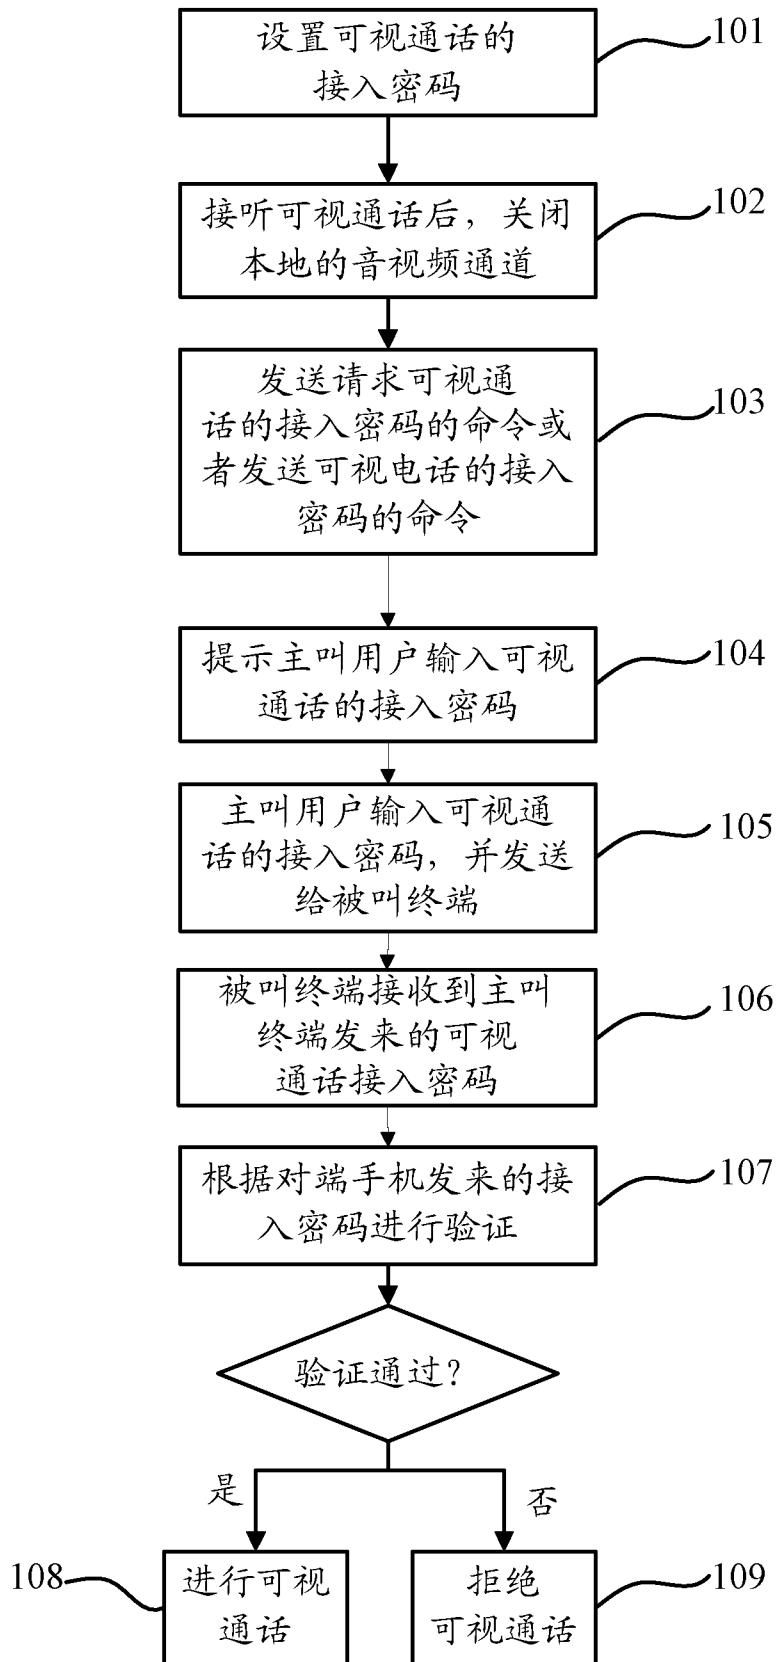 设置可视通话的
接入密码
101
接听可视通话后，关闭
本地的音视频通道
102
发送请求可视通
话的接入密码的命令或
者发送可视电话的接入
密码的命令
103
提示主叫用户输入可视
通话的接入密码
104
主叫用户输入可视通
话的接入密码，并发送
给被叫终端
105
被叫终端接收到主叫
终端发来的可视
通话接入密码
106
根据对端手机发来的接
入密码进行验证
107
验证通过？
是
否
108
进行可视
通话
拒绝
可视通话
109